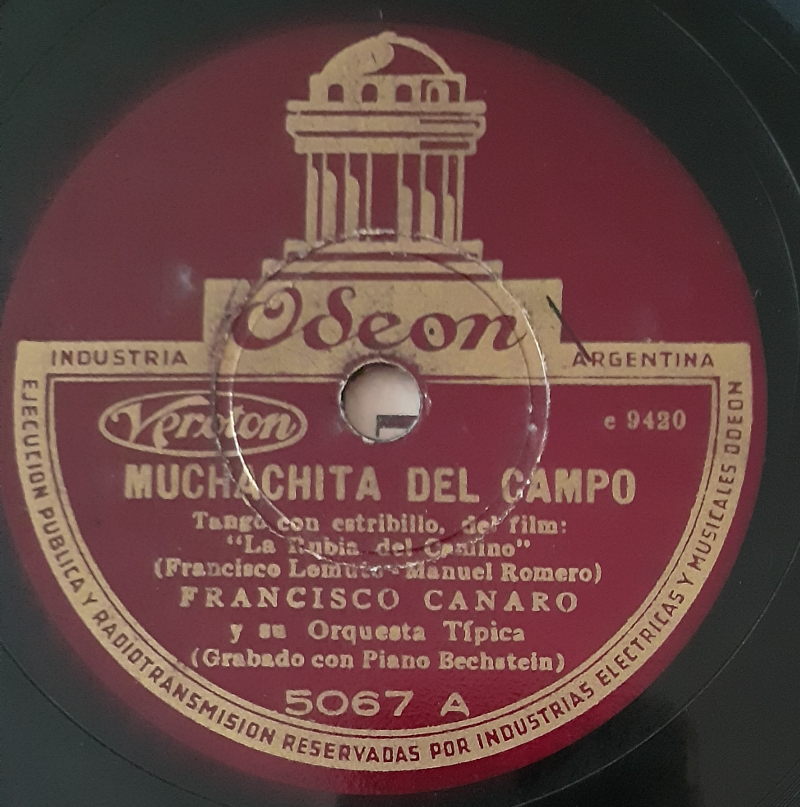 Odeon
INDUSTRIA ARGENTINA
Veroton
e 9420
MUCHACHITA DEL CAMPO
Tango con estribillo, del film:
"La Rubia del Camino"
(Francisco Lomuto - Manuel Romero)
FRANCISCO CANARO
y su Orquesta Típica
(Grabado con Piano Bechstein)
5067 A
EJECUCION PUBLICA Y RADIOTRANSMISION RESERVADAS POR INDUSTRIAS ELECTRICAS Y MUSICALES ODEON